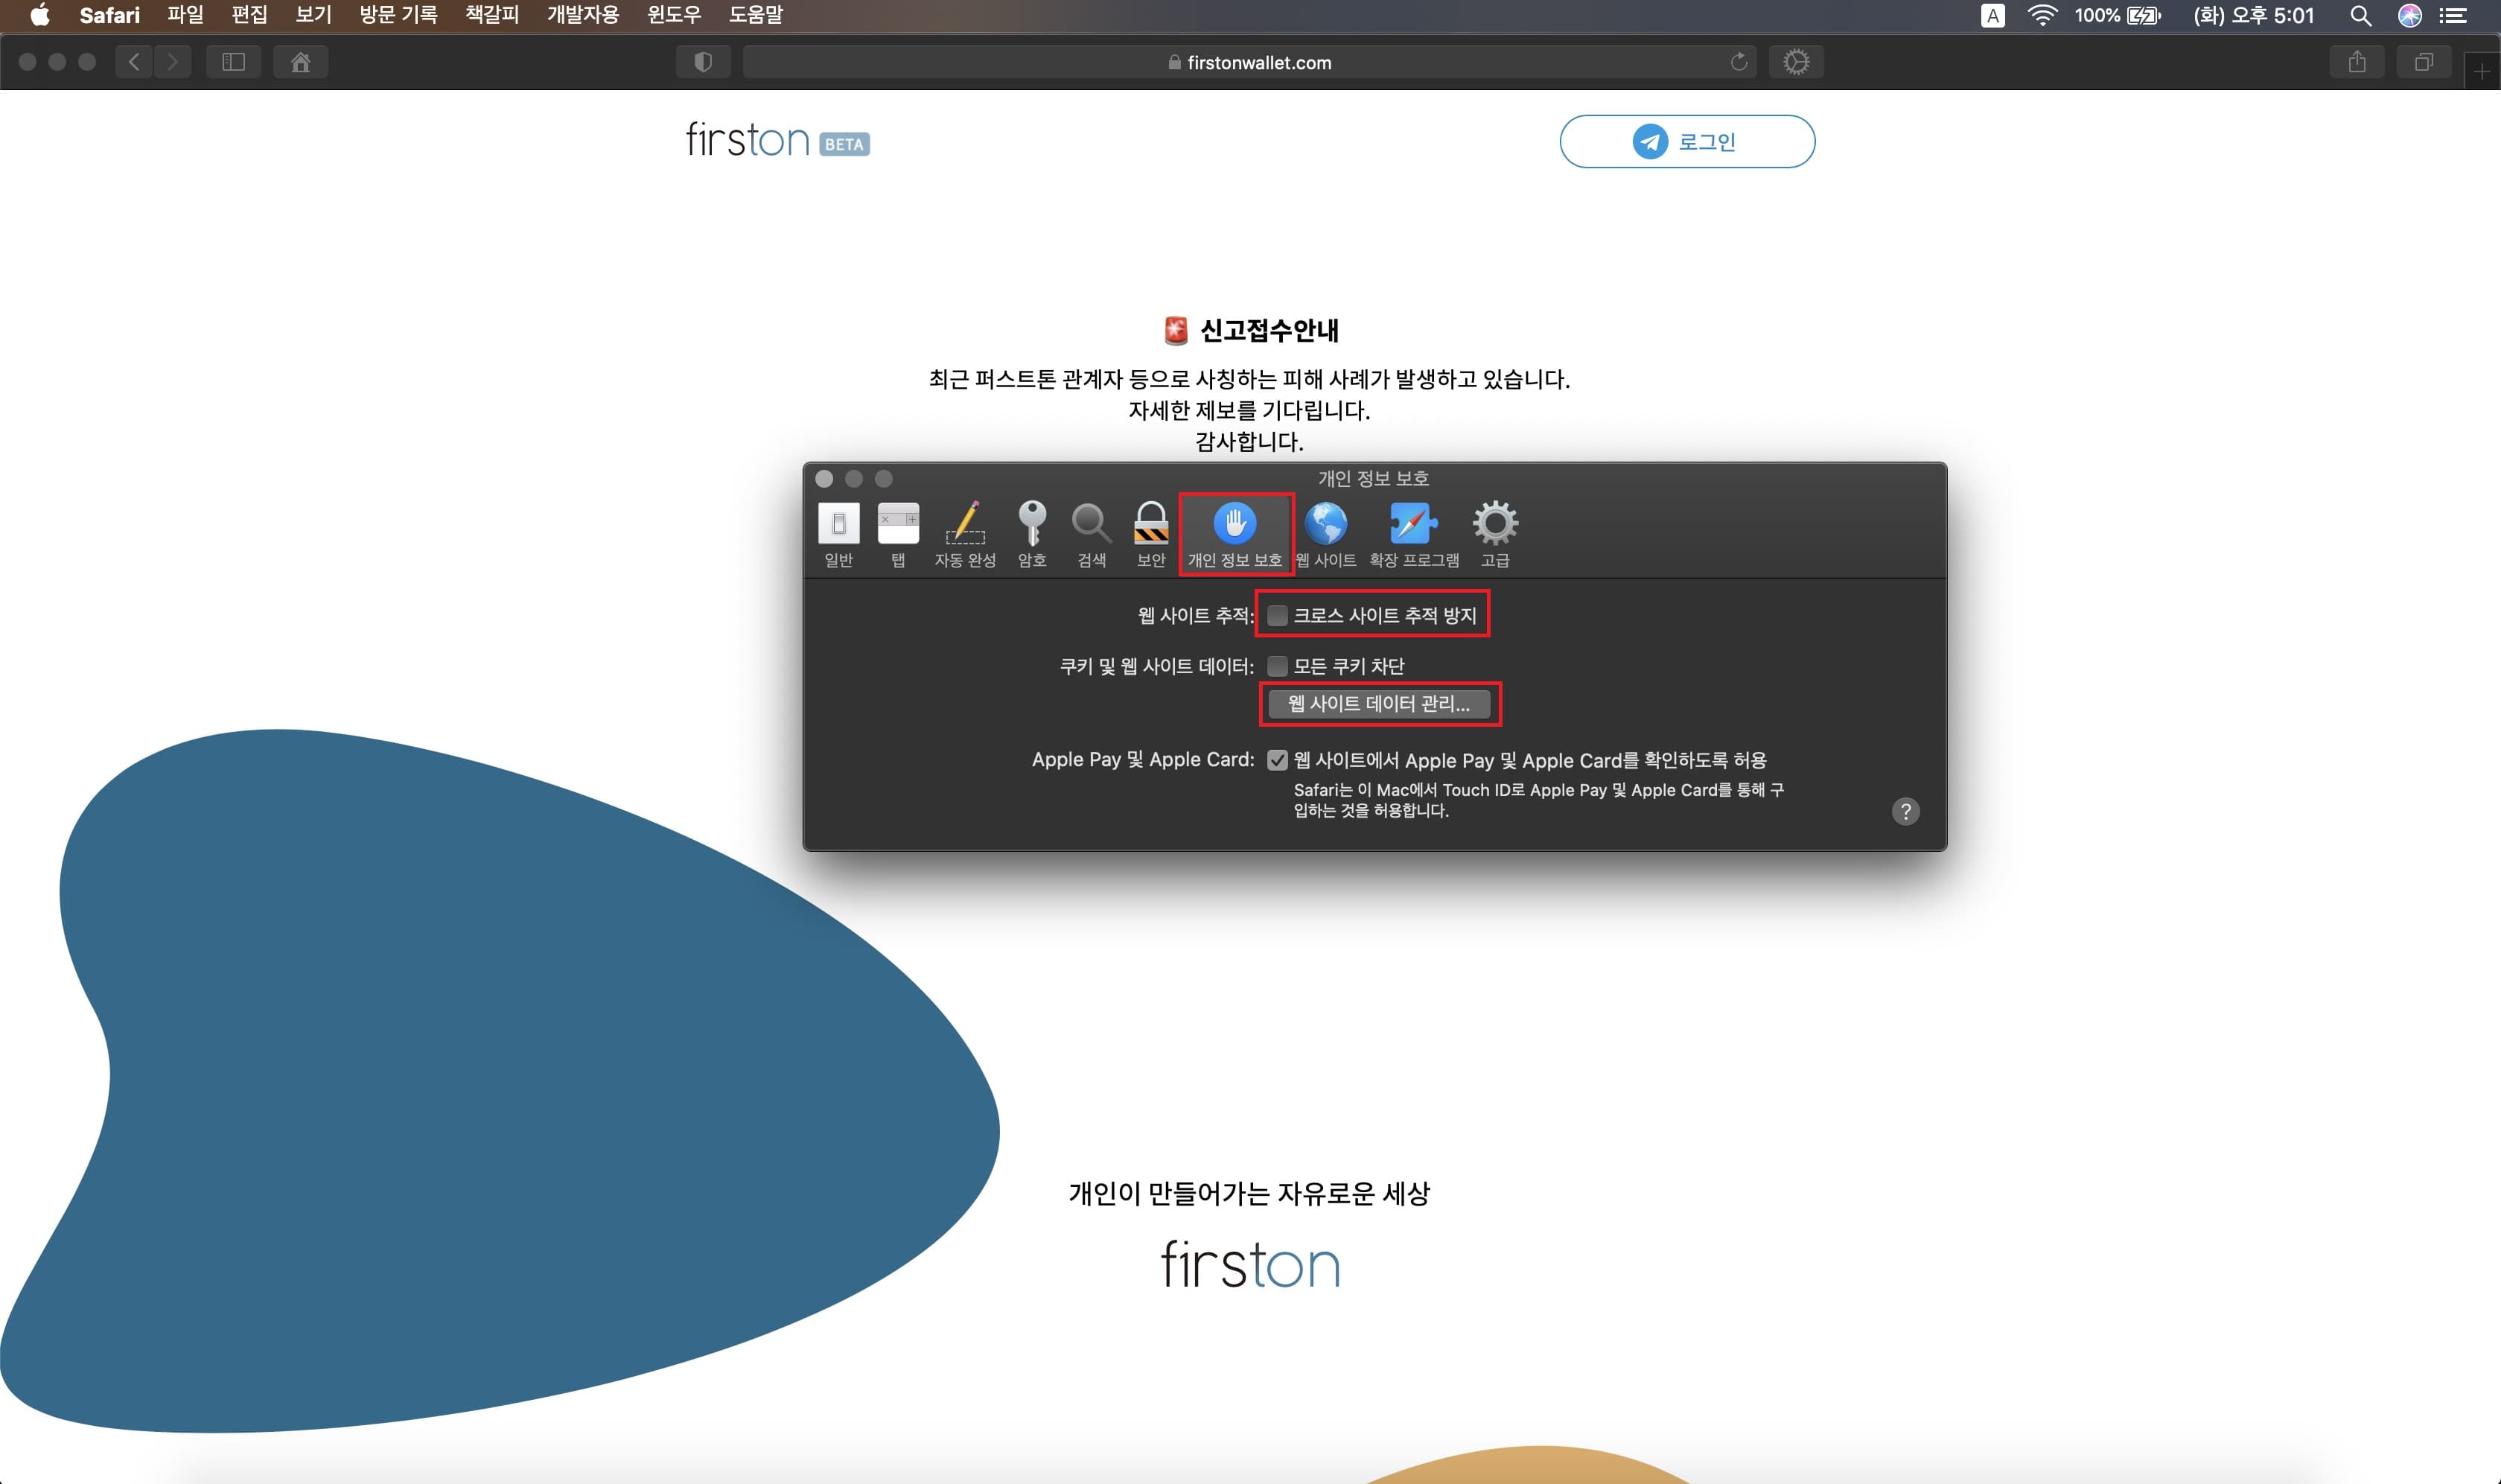 Safari 파일 편집 보기 방문 기록 책갈피 개발자용 윈도우 도움말 A 100% (화) 오후 5:01
firstonwallet.com
firston BETA
로그인
신고접수안내
최근 퍼스트톤 관계자 등으로 사칭하는 피해 사례가 발생하고 있습니다.
자세한 제보를 기다립니다.
감사합니다.
개인 정보 보호
일반 탭 자동 완성 암호 검색 보안 개인 정보 보호 웹 사이트 확장 프로그램 고급
웹 사이트 추적: 크로스 사이트 추적 방지
쿠키 및 웹 사이트 데이터: 모든 쿠키 차단
웹 사이트 데이터 관리...
Apple Pay 및 Apple Card: 웹 사이트에서 Apple Pay 및 Apple Card를 확인하도록 허용
Safari는 이 Mac에서 Touch ID로 Apple Pay 및 Apple Card를 통해 구
입하는 것을 허용합니다.
?
개인이 만들어가는 자유로운 세상
firston